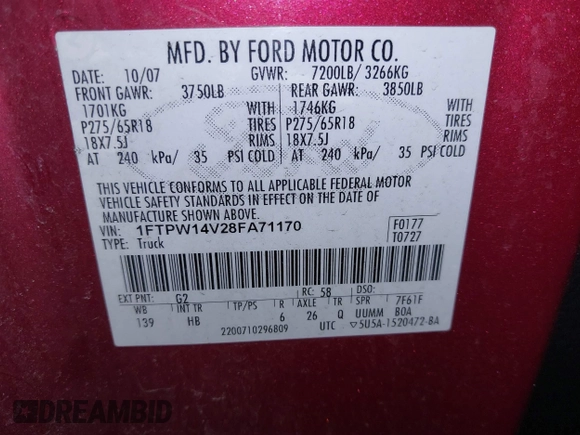 MFD. BY FORD MOTOR CO.
DATE: 10/07 GVWR: 7200LB/ 3266KG
FRONT GAWR: 3750LB REAR GAWR: 3850LB
1701KG WITH 1746KG WITH
P275/65R18 TIRES P275/65R18 TIRES
18X7.5J RIMS 18X7.5J RIMS
AT 240 kPa/ 35 PSI COLD AT 240 kPa/ 35 PSI COLD
THIS VEHICLE CONFORMS TO ALL APPLICABLE FEDERAL MOTOR
VEHICLE SAFETY STANDARDS IN EFFECT ON THE DATE OF
MANUFACTURE SHOWN ABOVE.
VIN: 1FTPW14V28FA71170 F0177
TYPE: Truck T0727
EXT PNT: G2 RC: 58 DSO:
WB INT TR TP/PS R AXLE TR SPR 7F61F
139 HB 6 26 Q UUMM BOA
2200710296809 UTC 5U5A-1520472-BA
DREAMBID